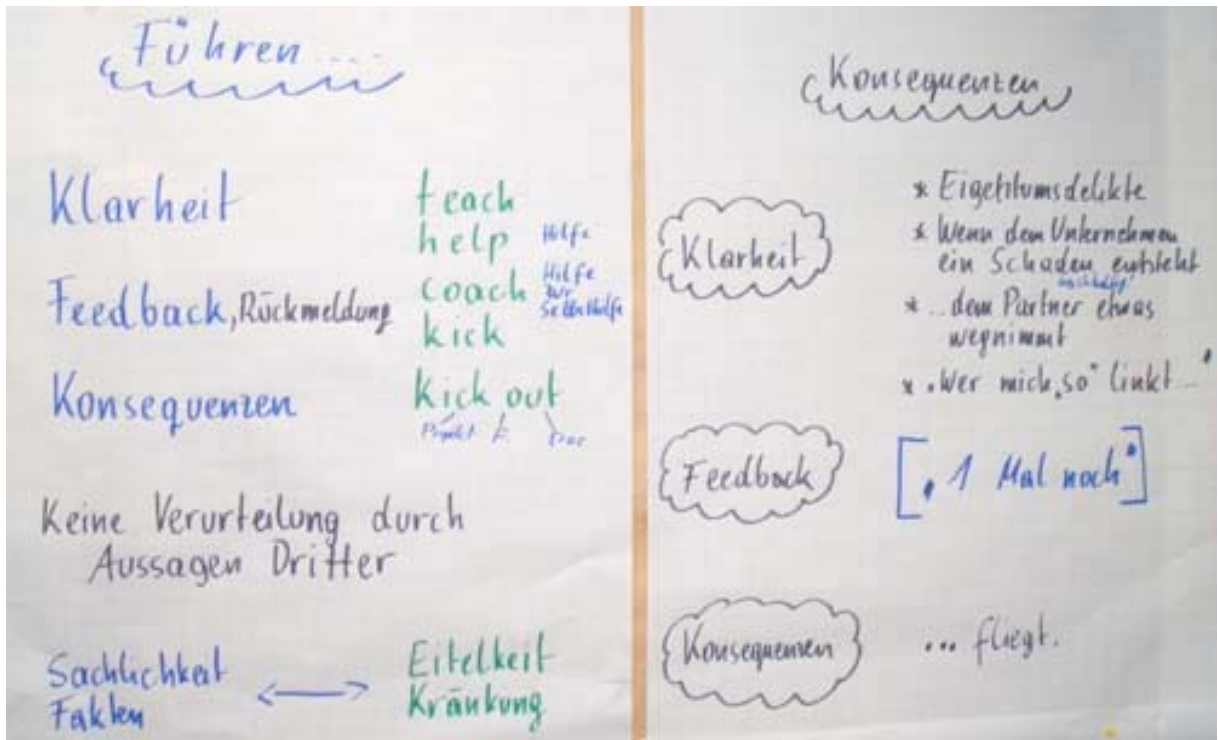 Führen ...
Klarheit
Feedback, Rückmeldung
Konsequenzen
teach
help Hilfe
coach Hilfe zur Selbsthilfe
kick
kick out
Projekt
Keine Verurteilung durch
Aussagen Dritter
Sachlichkeit
Fakten
Eitelkeit
Kränkung
Konsequenzen
Klarheit
* Eigetitumsdelikte
* Wenn dem Unternehmen
ein Schaden entsteht
* ... dem Partner etwas
wegnimmt
* "Wer mich "so" linkt ..."
Feedback
[„1 Mal noch“]
Konsequenzen
... fliegt.